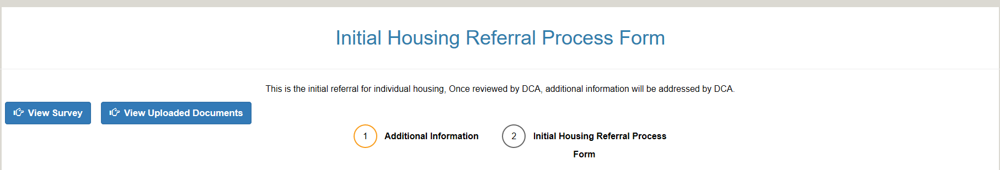 Initial Housing Referral Process Form
This is the initial referral for individual housing, Once reviewed by DCA, additional information will be addressed by DCA.
View Survey
View Uploaded Documents
1 Additional Information 2 Initial Housing Referral Process
Form